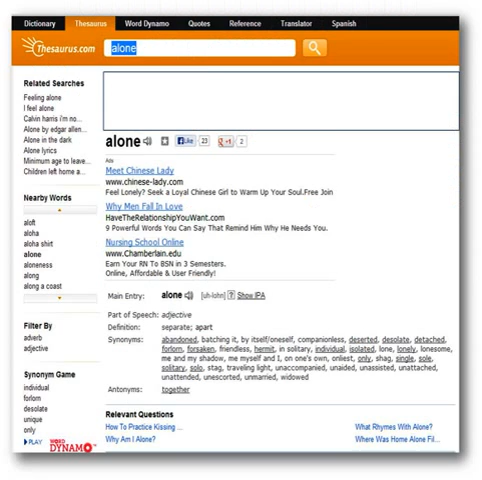 Dictionary Thesaurus Word Dynamo Quotes Reference Translator Spanish
Thesaurus.com alone
Related Searches
Feeling alone
I feel alone
Calvin harris i'm no...
Alone by edgar allen...
Alone in the dark
Alone lyrics
Minimum age to leave...
Children left home a...
Nearby Words
aloft
aloha
aloha shirt
alone
aloneness
along
along a coast
Filter By
adverb
adjective
Synonym Game
individual
forlorn
desolate
unique
only
PLAY WORD DYNAMO
alone Like 23 +1 2
Ads
Meet Chinese Lady
www.chinese-lady.com
Feel Lonely? Seek a Loyal Chinese Girl to Warm Up Your Soul.Free Join
Why Men Fall In Love
HaveTheRelationshipYouWant.com
9 Powerful Words You Can Say That Remind Him Why He Needs You.
Nursing School Online
www.Chamberlain.edu
Earn Your RN To BSN in 3 Semesters.
Online, Affordable & User Friendly!
Main Entry: alone [uh-lohn] ? Show IPA
Part of Speech: adjective
Definition: separate; apart
Synonyms: abandoned, batching it, by itself/oneself, companionless, deserted, desolate, detached,
forlorn, forsaken, friendless, hermit, in solitary, individual, isolated, lone, lonely, lonesome,
me and my shadow, me myself and I, on one's own, onliest, only, shag, single, sole,
solitary, solo, stag, traveling light, unaccompanied, unaided, unassisted, unattached,
unattended, unescorted, unmarried, widowed
Antonyms: together
Relevant Questions
How To Practice Kissing ... What Rhymes With Alone?
Why Am I Alone? Where Was Home Alone Fil...